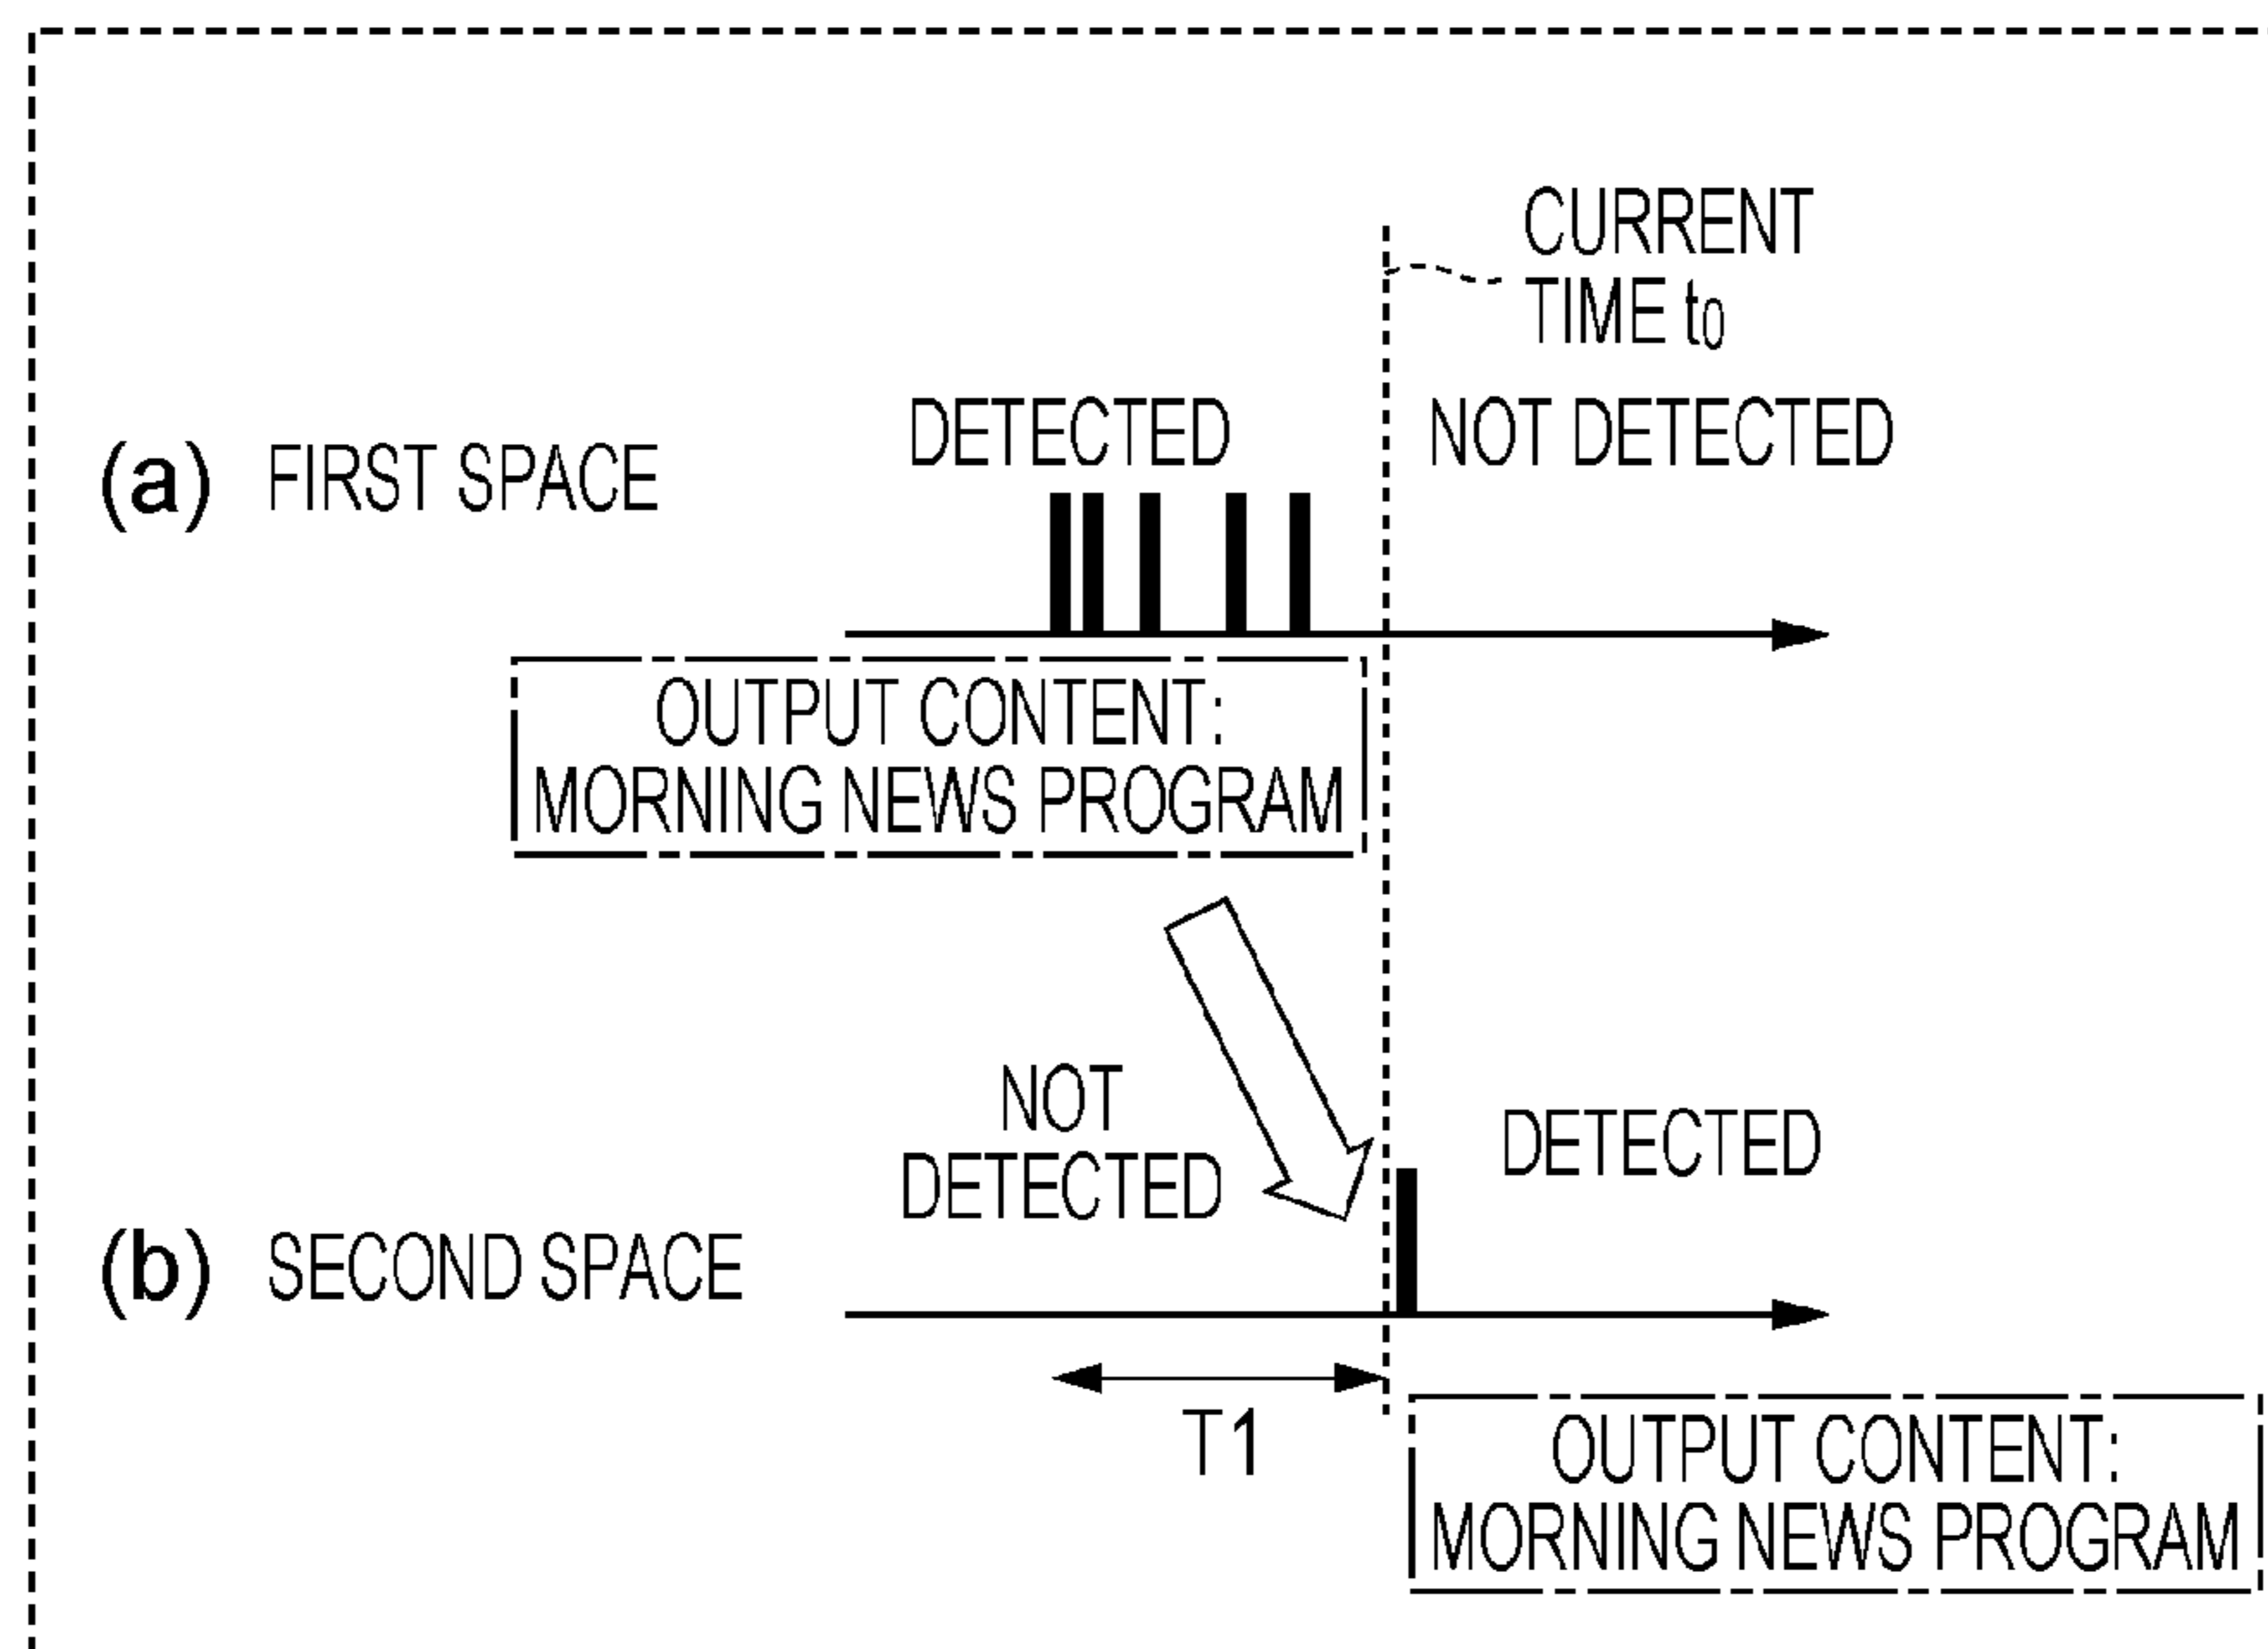 CURRENT
TIME t0
DETECTED
NOT DETECTED
(a) FIRST SPACE
OUTPUT CONTENT:
MORNING NEWS PROGRAM
NOT
DETECTED
DETECTED
(b) SECOND SPACE
T1
OUTPUT CONTENT:
MORNING NEWS PROGRAM